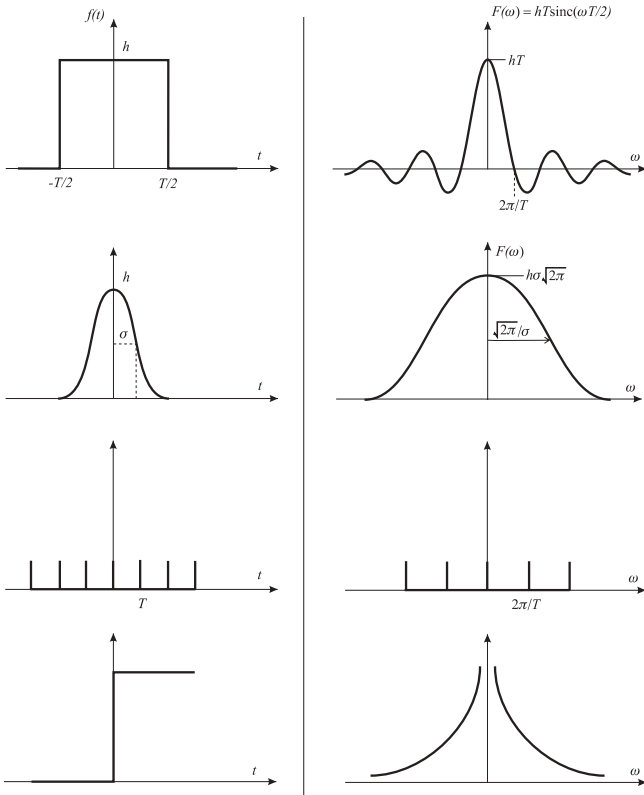 f(t)
F(ω) = hTsinc(ωT/2)
h
hT
t
ω
-T/2
T/2
2π/T
h
F(ω)
hσ√2π
σ
√2π/σ
t
ω
t
ω
T
2π/T
t
ω